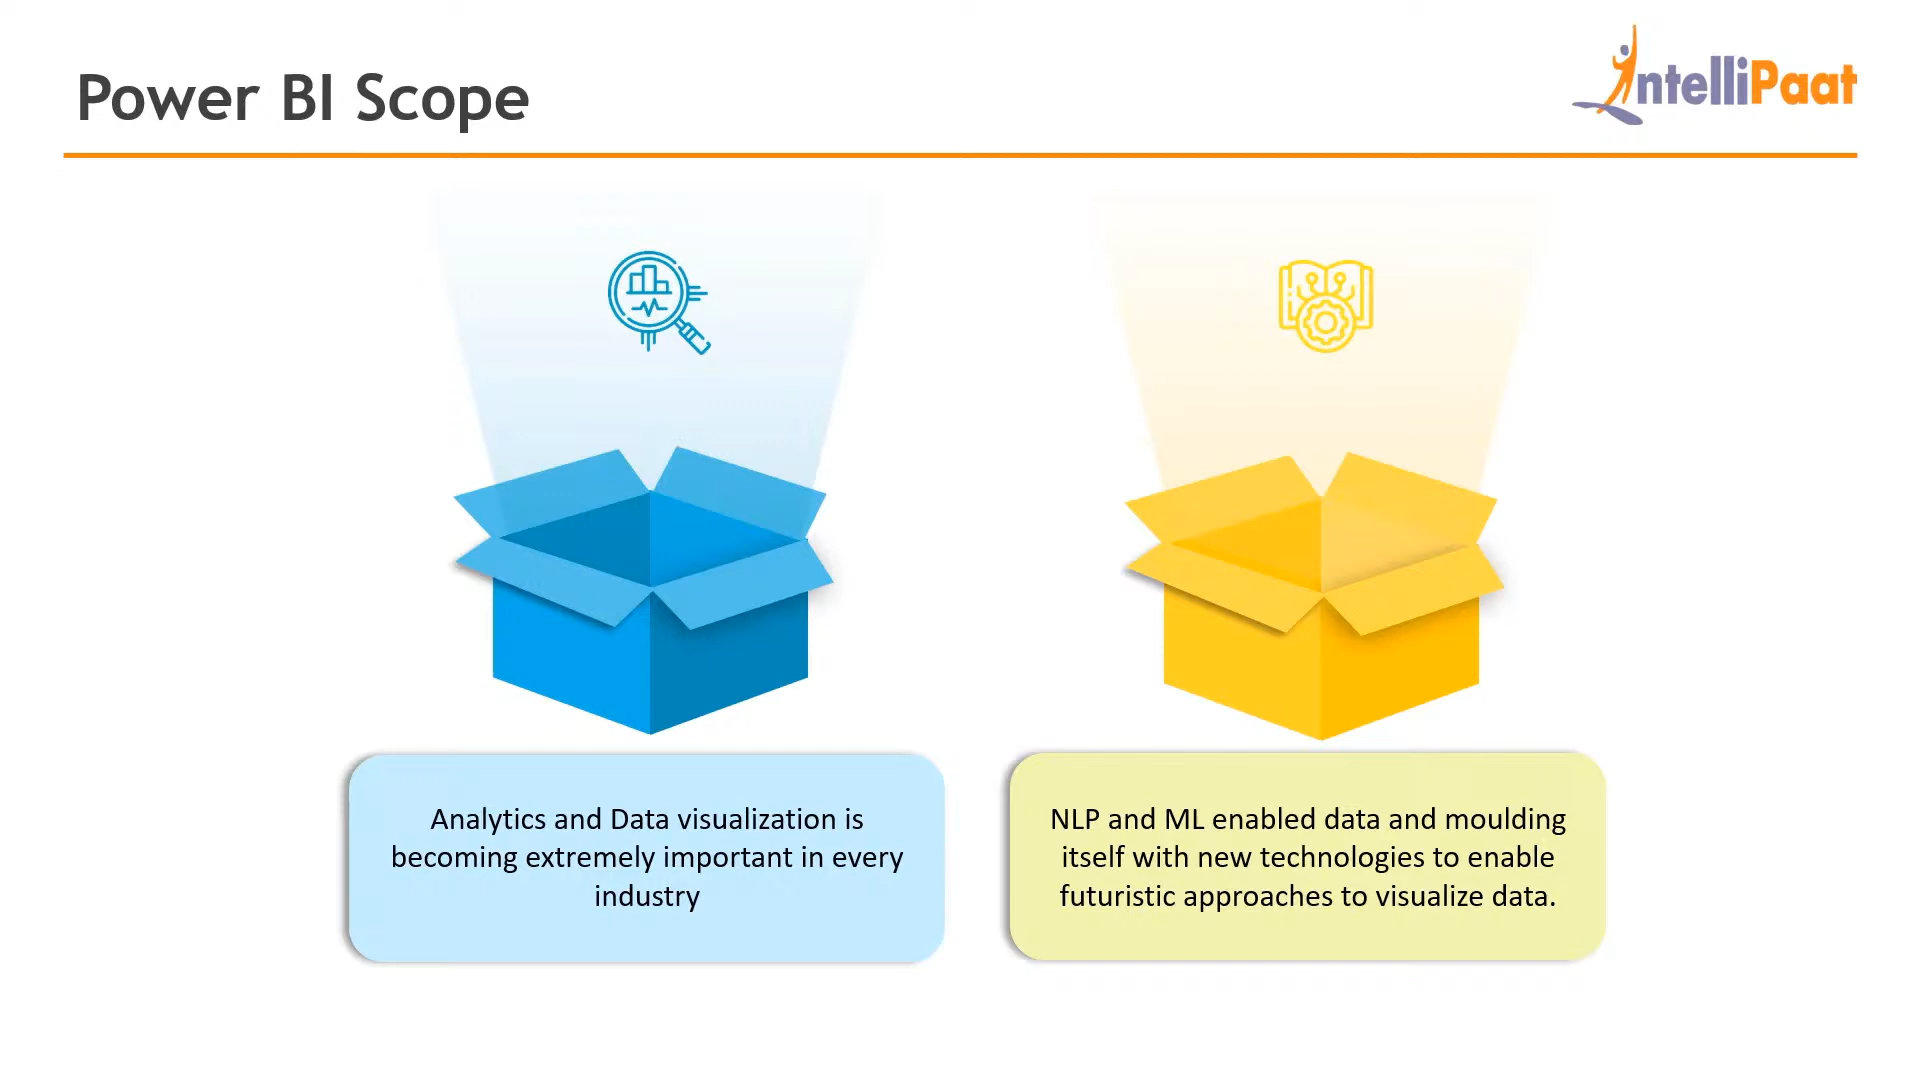 Power BI Scope
IntelliPaat
Analytics and Data visualization is
becoming extremely important in every
industry
NLP and ML enabled data and moulding
itself with new technologies to enable
futuristic approaches to visualize data.